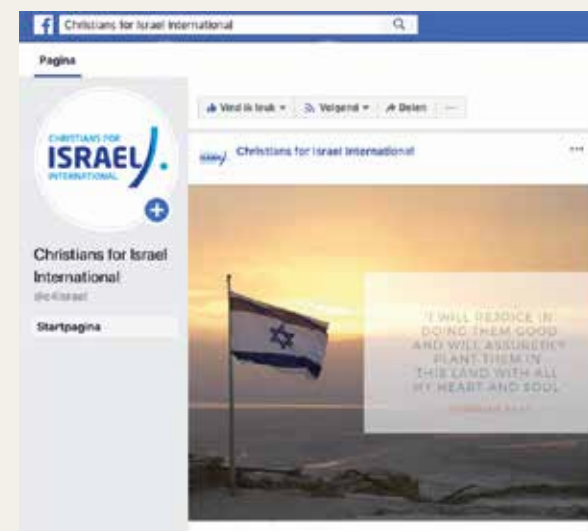 Christians for Israel International
Pagina
Vind ik leuk
Volgend
Delen
CHRISTIANS FOR
ISRAEL
INTERNATIONAL
Christians for Israel International
Christians for Israel
International
@c4israel
Startpagina
"I WILL REJOICE IN
DOING THEM GOOD
AND WILL ASSUREDLY
PLANT THEM IN
THIS LAND WITH ALL
MY HEART AND SOUL."